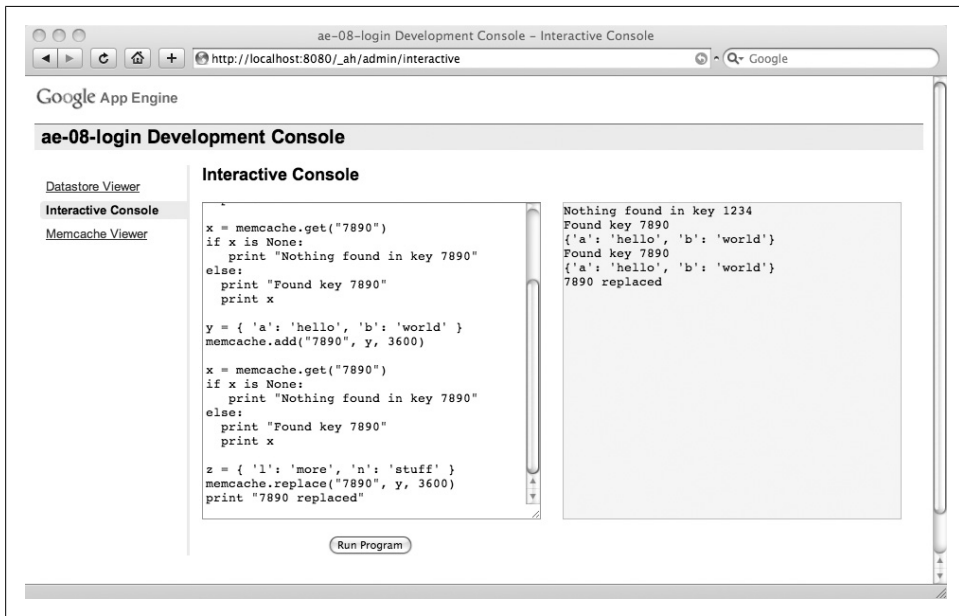 ae-08-login Development Console – Interactive Console
http://localhost:8080/_ah/admin/interactive
Google
Google App Engine
ae-08-login Development Console
Datastore Viewer
Interactive Console
Memcache Viewer
Interactive Console
x = memcache.get("7890")
if x is None:
   print "Nothing found in key 7890"
else:
  print "Found key 7890"
  print x
y = { 'a': 'hello', 'b': 'world' }
memcache.add("7890", y, 3600)
x = memcache.get("7890")
if x is None:
   print "Nothing found in key 7890"
else:
  print "Found key 7890"
  print x
z = { 'l': 'more', 'n': 'stuff' }
memcache.replace("7890", y, 3600)
print "7890 replaced"
Run Program
Nothing found in key 1234
Found key 7890
{'a': 'hello', 'b': 'world'}
Found key 7890
{'a': 'hello', 'b': 'world'}
7890 replaced